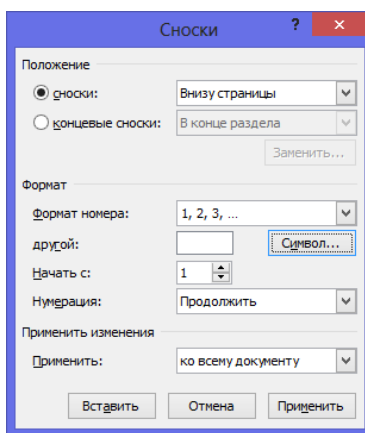 Сноски ? ×
Положение
сноски: Внизу страницы
концевые сноски: В конце раздела
Заменить...
Формат
Формат номера: 1, 2, 3, ...
другой: Символ...
Начать с: 1
Нумерация: Продолжить
Применить изменения
Применить: ко всему документу
Вставить Отмена Применить